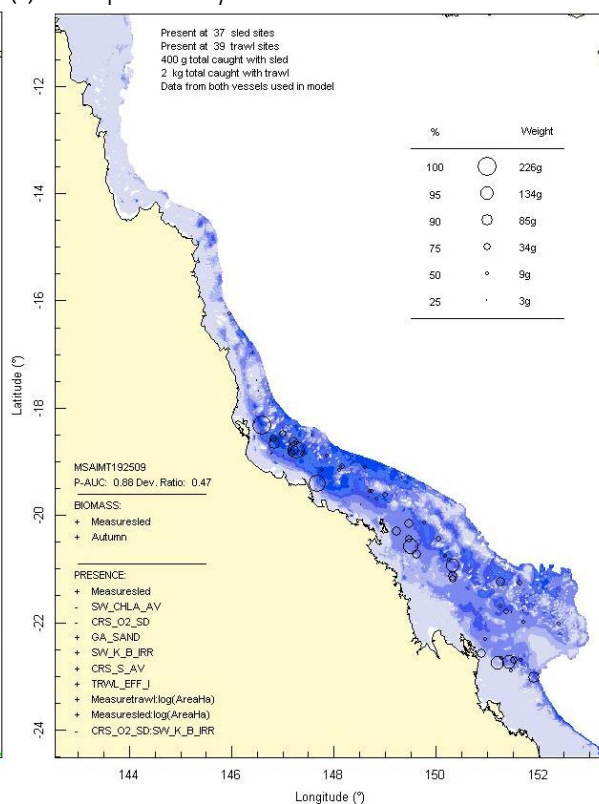 Present at 37 sled sites
Present at 39 trawl sites
400 g total caught with sled
2 kg total caught with trawl
Data from both vessels used in model
% Weight
100 226g
95 134g
90 85g
75 34g
50 9g
25 3g
-12
-14
-16
-18
-20
-22
-24
Latitude (°)
MSAIMT192509
P-AUC: 0.88 Dev. Ratio: 0.47
BIOMASS:
+ Measuresled
+ Autumn
PRESENCE:
+ Measuresled
- SW_CHLA_AV
- CRS_O2_SD
+ GA_SAND
+ SW_K_B_IRR
+ CRS_S_AV
+ TRWL_EFF_I
+ Measuretrawl:log(AreaHa)
+ Measuresled:log(AreaHa)
- CRS_O2_SD:SW_K_B_IRR
144 146 148 150 152
Longitude (°)